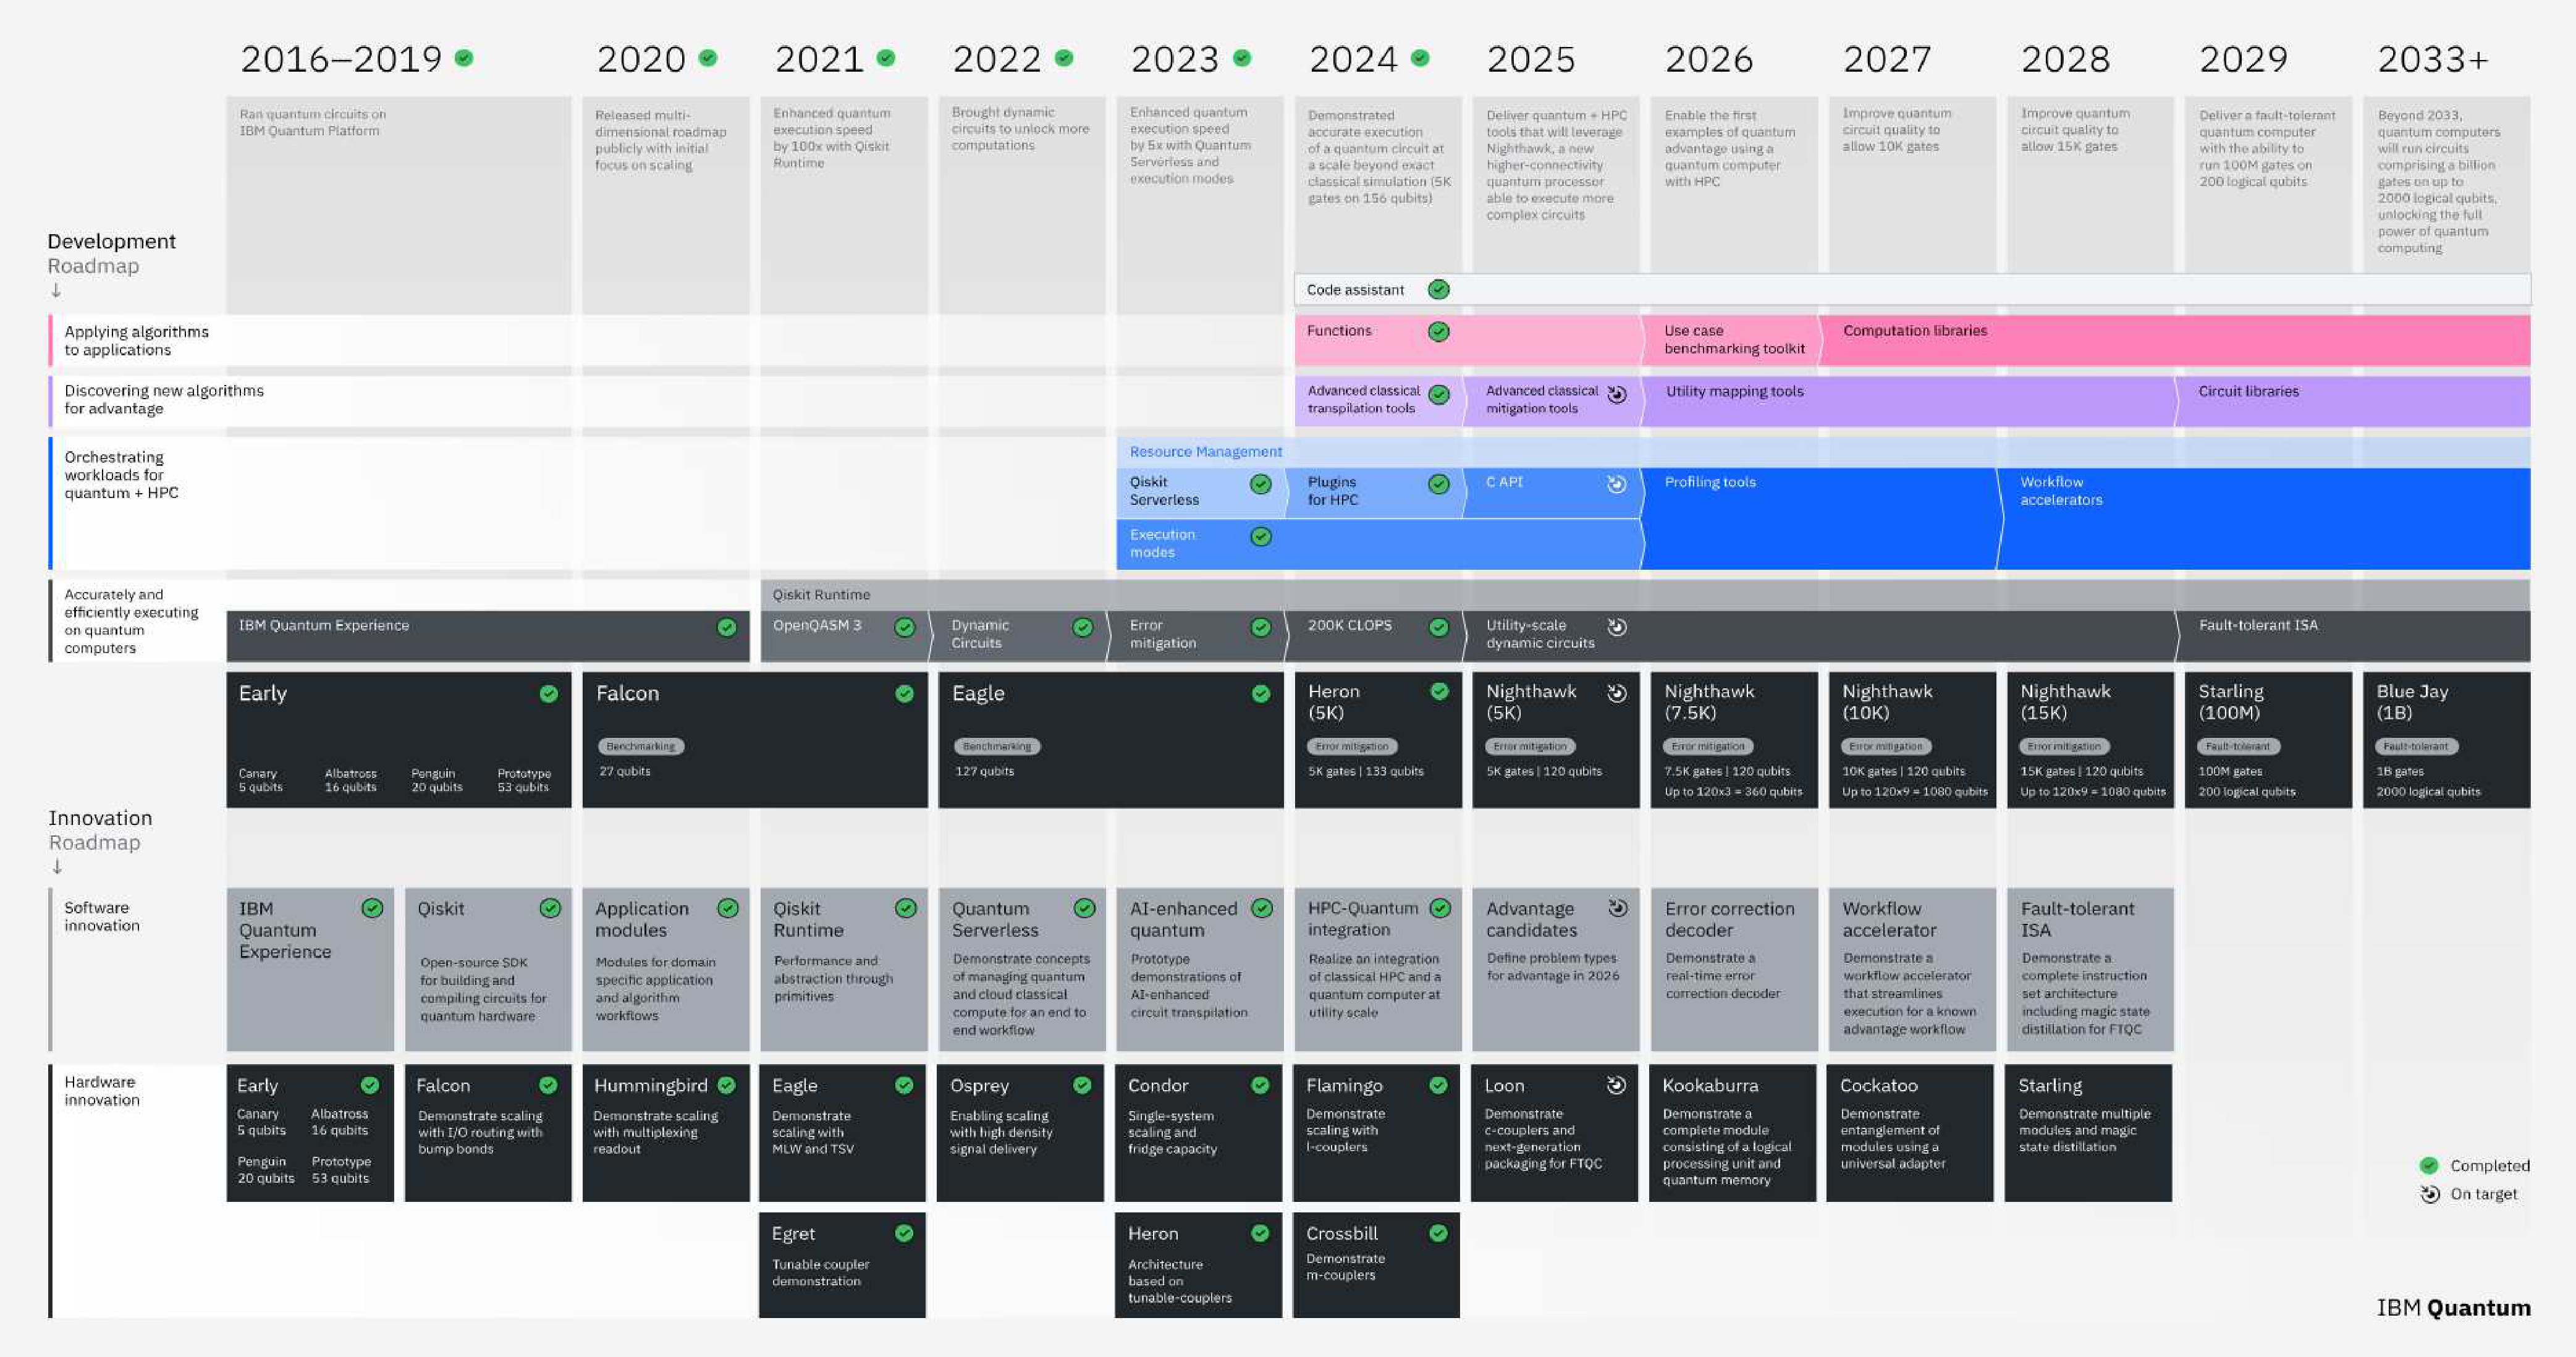 2016–2019
2020
2021
2022
2023
2024
2025
2026
2027
2028
2029
2033+
Ran quantum circuits on
IBM Quantum Platform
Released multi-
dimensional roadmap
publicly with initial
focus on scaling
Enhanced quantum
execution speed
by 100x with Qiskit
Runtime
Brought dynamic
circuits to unlock more
computations
Enhanced quantum
execution speed
by 5x with Quantum
Serverless and
execution modes
Demonstrated
accurate execution
of a quantum circuit at
a scale beyond exact
classical simulation (5K
gates on 156 qubits)
Deliver quantum + HPC
tools that will leverage
Nighthawk, a new
higher-connectivity
quantum processor
able to execute more
complex circuits
Enable the first
examples of quantum
advantage using a
quantum computer
with HPC
Improve quantum
circuit quality to
allow 10K gates
Improve quantum
circuit quality to
allow 15K gates
Deliver a fault-tolerant
quantum computer
with the ability to
run 100M gates on
200 logical qubits
Beyond 2033,
quantum computers
will run circuits
comprising a billion
gates on up to
2000 logical qubits,
unlocking the full
power of quantum
computing
Development
Roadmap
↓
Code assistant
Applying algorithms
to applications
Functions
Use case
benchmarking toolkit
Computation libraries
Discovering new algorithms
for advantage
Advanced classical
transpilation tools
Advanced classical
mitigation tools
Utility mapping tools
Circuit libraries
Orchestrating
workloads for
quantum + HPC
Resource Management
Qiskit
Serverless
Plugins
for HPC
C API
Profiling tools
Workflow
accelerators
Execution
modes
Accurately and
efficiently executing
on quantum
computers
Qiskit Runtime
IBM Quantum Experience
OpenQASM 3
Dynamic
Circuits
Error
mitigation
200K CLOPS
Utility-scale
dynamic circuits
Fault-tolerant ISA
Early
Canary
5 qubits
Albatross
16 qubits
Penguin
20 qubits
Prototype
53 qubits
Falcon
Benchmarking
27 qubits
Eagle
Benchmarking
127 qubits
Heron
(5K)
Error mitigation
5K gates | 133 qubits
Nighthawk
(5K)
Error mitigation
5K gates | 120 qubits
Nighthawk
(7.5K)
Error mitigation
7.5K gates | 120 qubits
Up to 120x3 = 360 qubits
Nighthawk
(10K)
Error mitigation
10K gates | 120 qubits
Up to 120x9 = 1080 qubits
Nighthawk
(15K)
Error mitigation
15K gates | 120 qubits
Up to 120x9 = 1080 qubits
Starling
(100M)
Fault-tolerant
100M gates
200 logical qubits
Blue Jay
(1B)
Fault-tolerant
1B gates
2000 logical qubits
Innovation
Roadmap
↓
Software
innovation
IBM
Quantum
Experience
Qiskit
Open-source SDK
for building and
compiling circuits for
quantum hardware
Application
modules
Modules for domain
specific application
and algorithm
workflows
Qiskit
Runtime
Performance and
abstraction through
primitives
Quantum
Serverless
Demonstrate concepts
of managing quantum
and cloud classical
compute for an end to
end workflow
AI-enhanced
quantum
Prototype
demonstrations of
AI-enhanced
circuit transpilation
HPC-Quantum
integration
Realize an integration
of classical HPC and a
quantum computer at
utility scale
Advantage
candidates
Define problem types
for advantage in 2026
Error correction
decoder
Demonstrate a
real-time error
correction decoder
Workflow
accelerator
Demonstrate a
workflow accelerator
that streamlines
execution for a known
advantage workflow
Fault-tolerant
ISA
Demonstrate a
complete instruction
set architecture
including magic state
distillation for FTQC
Hardware
innovation
Early
Canary
5 qubits
Albatross
16 qubits
Penguin
20 qubits
Prototype
53 qubits
Falcon
Demonstrate scaling
with I/O routing with
bump bonds
Hummingbird
Demonstrate scaling
with multiplexing
readout
Eagle
Demonstrate
scaling with
MLW and TSV
Osprey
Enabling scaling
with high density
signal delivery
Condor
Single-system
scaling and
fridge capacity
Flamingo
Demonstrate
scaling with
l-couplers
Loon
Demonstrate
c-couplers and
next-generation
packaging for FTQC
Kookaburra
Demonstrate a
complete module
consisting of a logical
processing unit and
quantum memory
Cockatoo
Demonstrate
entanglement of
modules using a
universal adapter
Starling
Demonstrate multiple
modules and magic
state distillation
Egret
Tunable coupler
demonstration
Heron
Architecture
based on
tunable-couplers
Crossbill
Demonstrate
m-couplers
Completed
On target
IBM Quantum